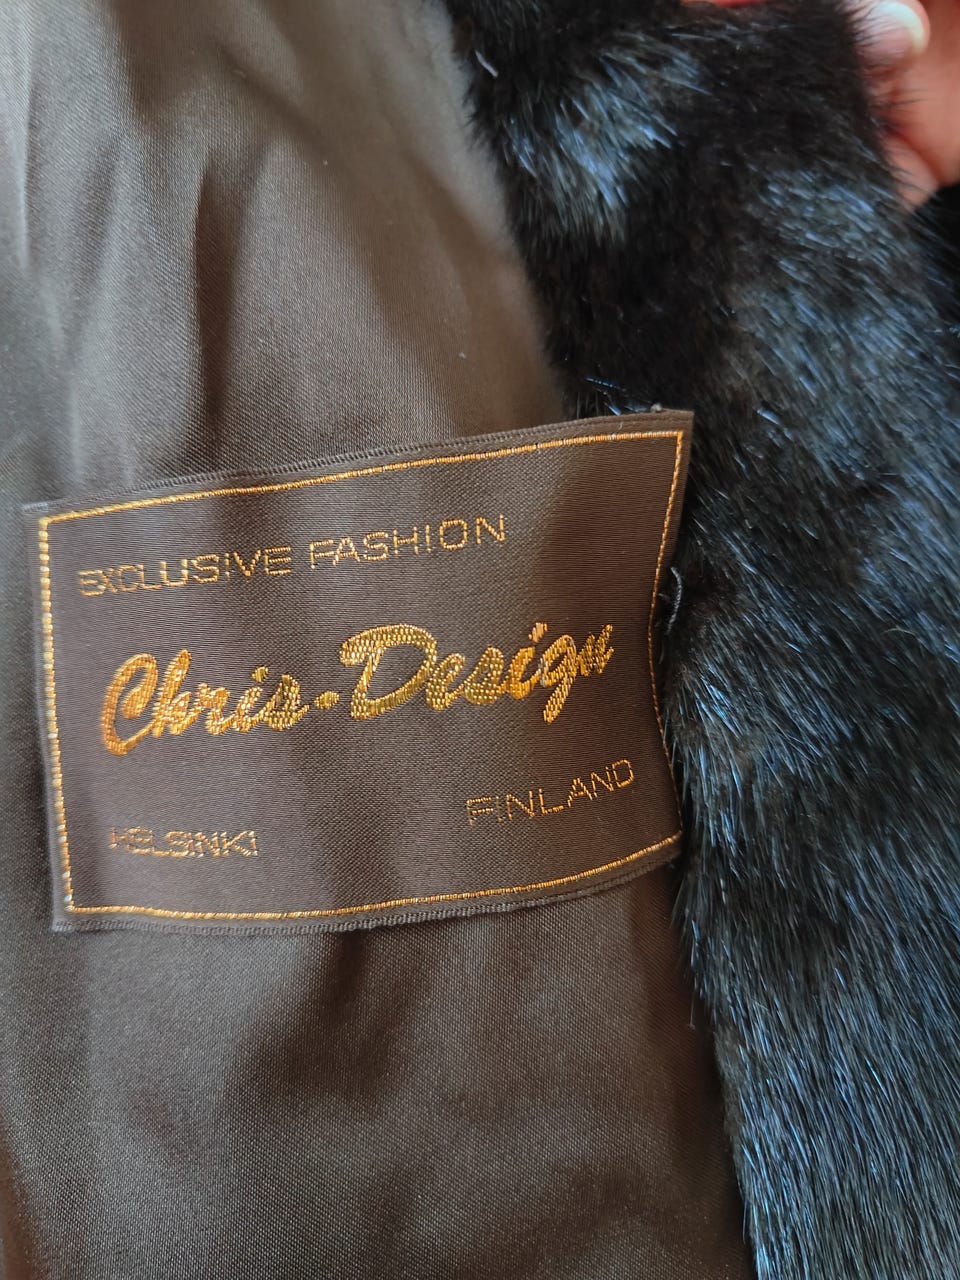 EXCLUSIVE FASHION
Chris-Design
HELSINKI FINLAND